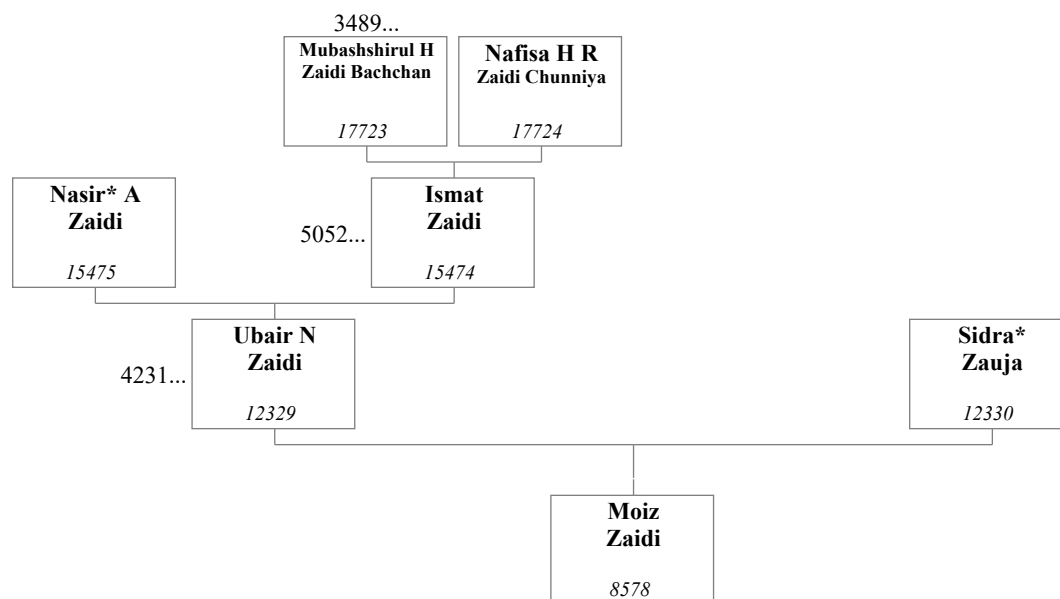 3489...
Mubashshirul H
Zaidi Bachchan
17723
Nafisa H R
Zaidi Chunniya
17724
Nasir* A
Zaidi
15475
5052...
Ismat
Zaidi
15474
4231...
Ubair N
Zaidi
12329
Sidra*
Zauja
12330
Moiz
Zaidi
8578